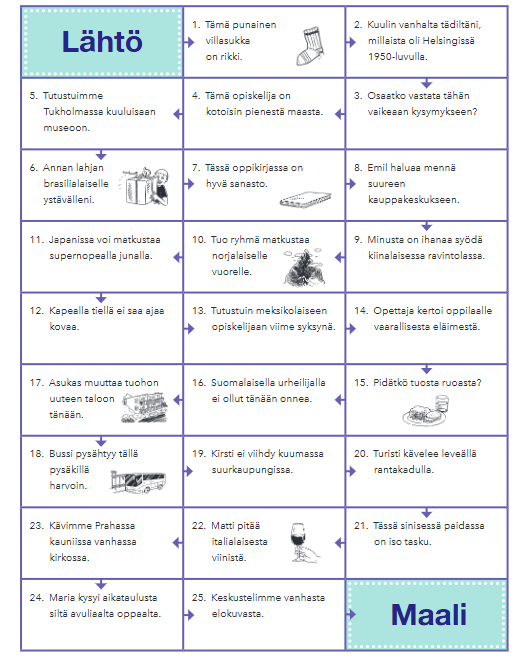 Lähtö
1. Tämä punainen
villasukka
on rikki.
2. Kuulin vanhalta tädiltäni,
millaista oli Helsingissä
1950-luvulla.
3. Osaatko vastata tähän
vaikeaan kysymykseen?
4. Tämä opiskelija on
kotoisin pienestä maasta.
5. Tutustuimme
Tukholmassa kuuluisaan
museoon.
6. Annan lahjan
brasilialaiselle
ystävälleni.
7. Tässä oppikirjassa on
hyvä sanasto.
8. Emil haluaa mennä
suureen
kauppakeskukseen.
9. Minusta on ihanaa syödä
kiinalaisessa ravintolassa.
10. Tuo ryhmä matkustaa
norjalaiselle
vuorelle.
11. Japanissa voi matkustaa
supernopealla junalla.
12. Kapealla tiellä ei saa ajaa
kovaa.
13. Tutustuin meksikolaiseen
opiskelijaan viime syksynä.
14. Opettaja kertoi oppilaalle
vaarallisesta eläimestä.
15. Pidätkö tuosta ruoasta?
16. Suomalaisella urheilijalla
ei ollut tänään onnea.
17. Asukas muuttaa tuohon
uuteen taloon
tänään.
18. Bussi pysähtyy tällä
pysäkillä
harvoin.
19. Kirsti ei viihdy kuumassa
suurkaupungissa.
20. Turisti kävelee leveällä
rantakadulla.
21. Tässä sinisessä paidassa
on iso tasku.
22. Matti pitää
italialaisesta
viinistä.
23. Kävimme Prahassa
kauniissa vanhassa
kirkossa.
24. Maria kysyi aikataulusta
siltä avuliaalta oppaalta.
25. Keskustelimme vanhasta
elokuvasta.
Maali